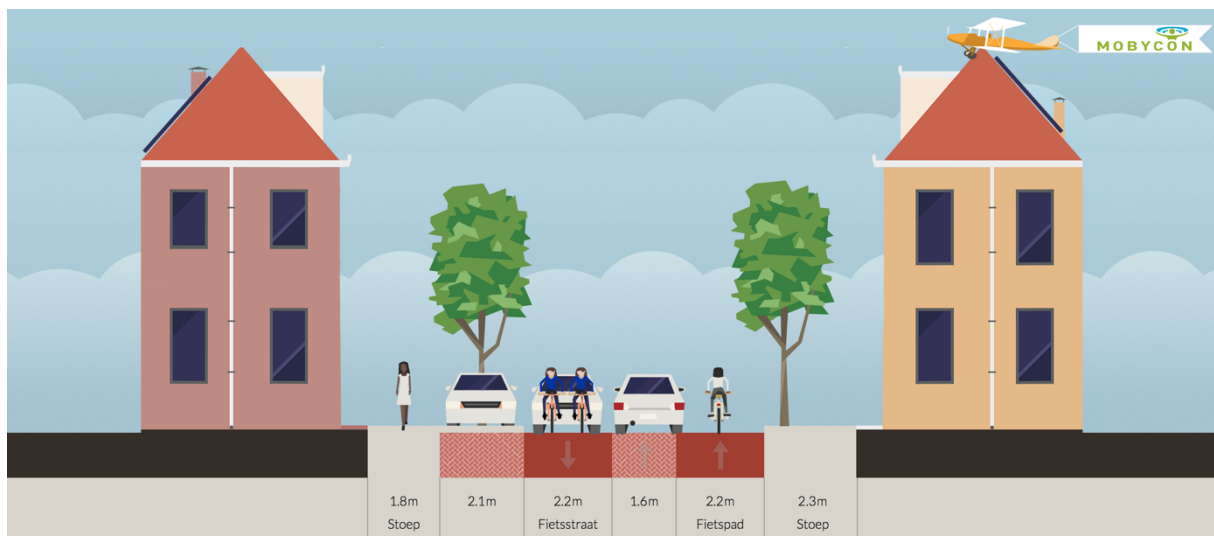 MOBYCON
1.8m
Stoep
2.1m
2.2m
Fietsstraat
1.6m
2.2m
Fietspad
2.3m
Stoep